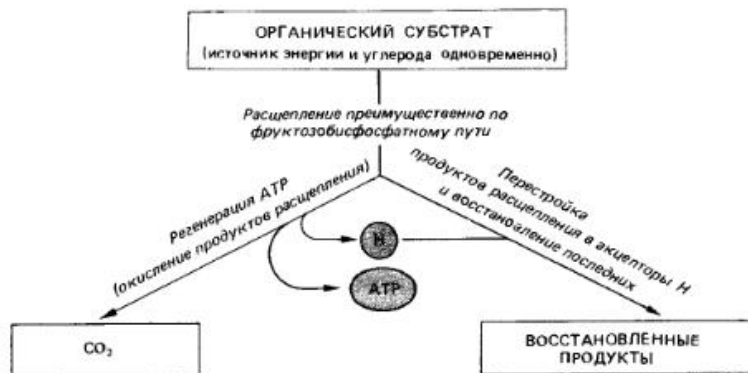 ОРГАНИЧЕСКИЙ СУБСТРАТ
(источник энергии и углерода одновременно)
Расщепление преимущественно по
фруктозобисфосфатному пути
Регенерация АТР
(окисление продуктов расщепления)
Перестройка
продуктов расщепления в акцепторы Н
и восстановление последних
Н
АТР
CO₂
ВОССТАНОВЛЕННЫЕ
ПРОДУКТЫ